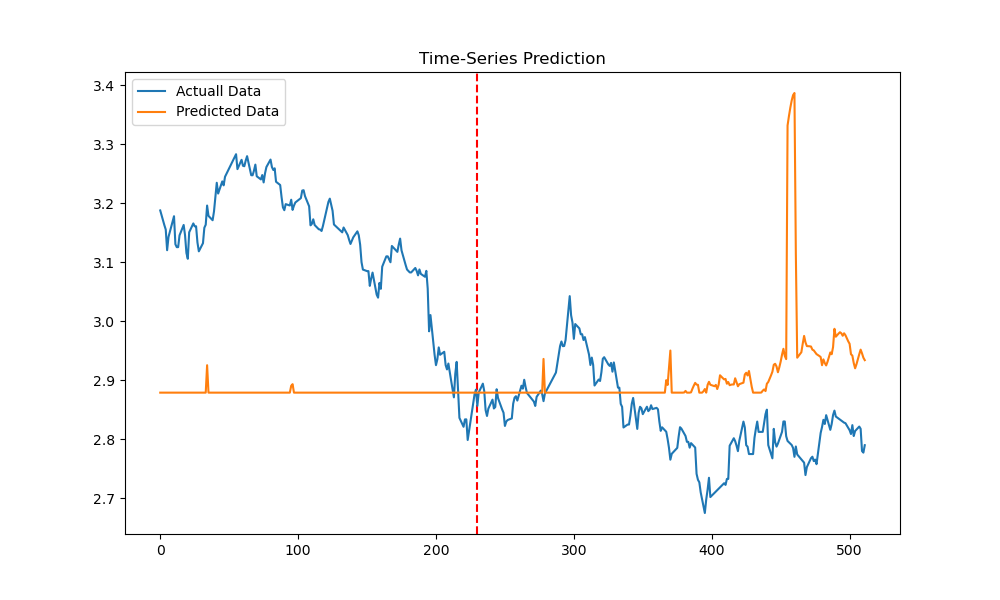 Time-Series Prediction
Actuall Data
Predicted Data
3.4
3.3
3.2
3.1
3.0
2.9
2.8
2.7
0 100 200 300 400 500